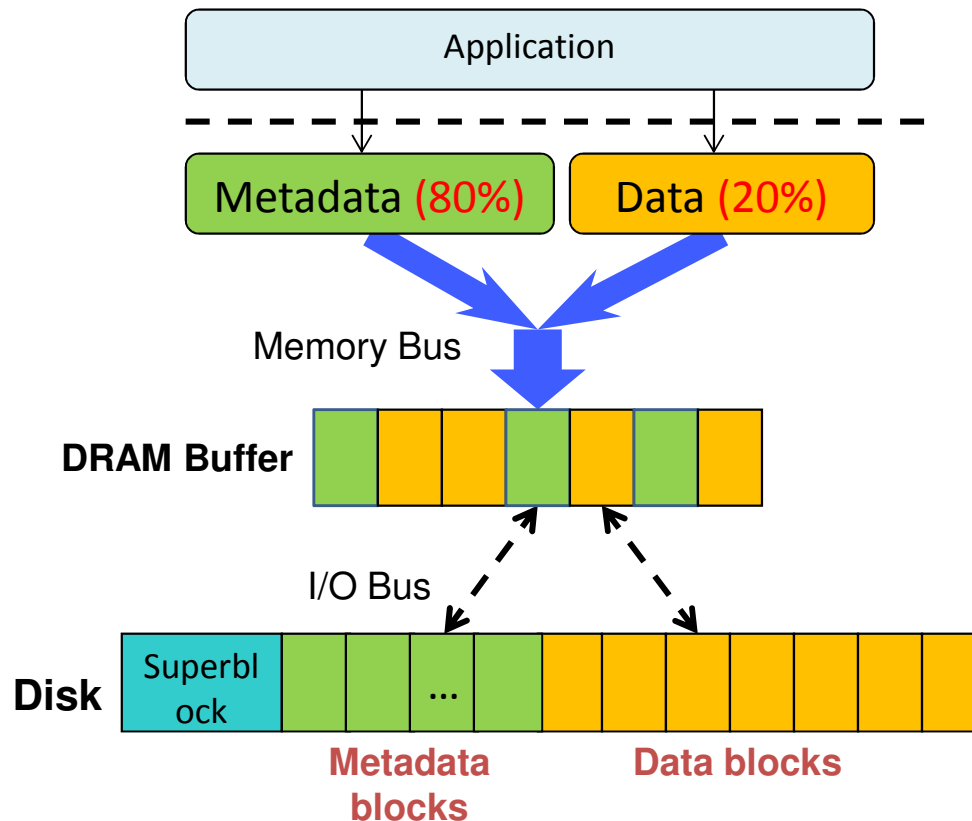 Application
Metadata (80%)
Data (20%)
Memory Bus
DRAM Buffer
I/O Bus
Disk
Superbl
ock
...
Metadata
blocks
Data blocks